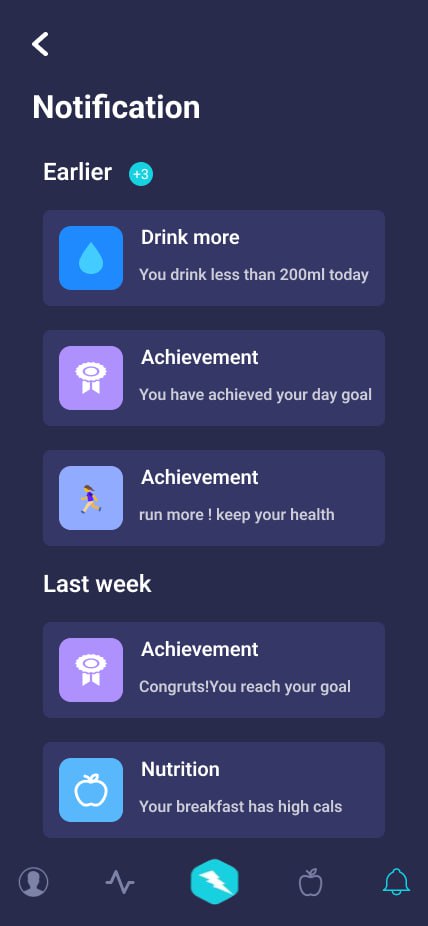 Notification
Earlier +3
Drink more
You drink less than 200ml today
Achievement
You have achieved your day goal
Achievement
run more ! keep your health
Last week
Achievement
Congruts!You reach your goal
Nutrition
Your breakfast has high cals